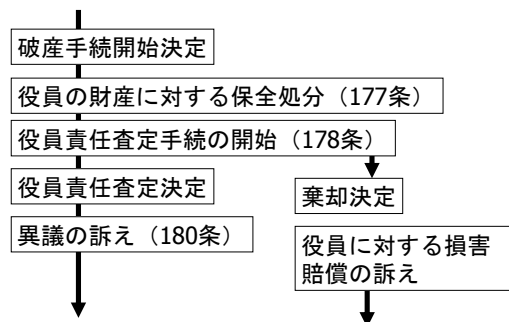 破産手続開始決定
役員の財産に対する保全処分（177条）
役員責任査定手続の開始（178条）
役員責任査定決定
棄却決定
異議の訴え（180条）
役員に対する損害
賠償の訴え